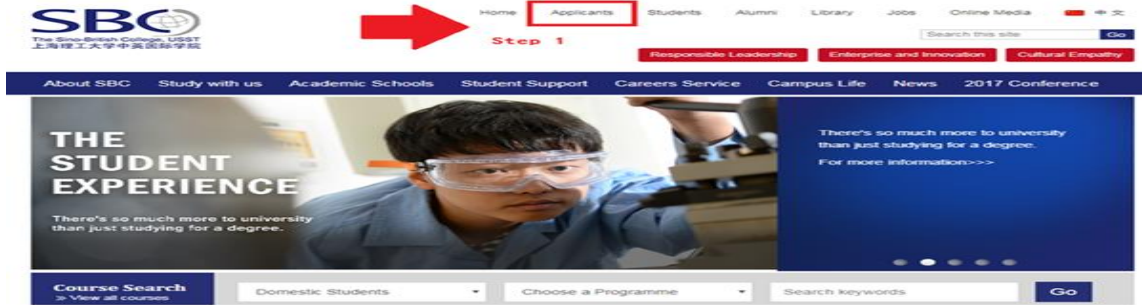 SBC
The Sino-British College, USST
上海理工大学中英国际学院
Home Applicants Students Alumni Library Jobs Online Media 中文
Step 1
Search this site Go
Responsible Leadership Enterprise and Innovation Cultural Empathy
About SBC Study with us Academic Schools Student Support Careers Service Campus Life News 2017 Conference
THE
STUDENT
EXPERIENCE
There's so much more to university
than just studying for a degree.
There's so much more to university
than just studying for a degree.
For more information>>>
Course Search
» View all courses
Domestic Students Choose a Programme Search keywords Go